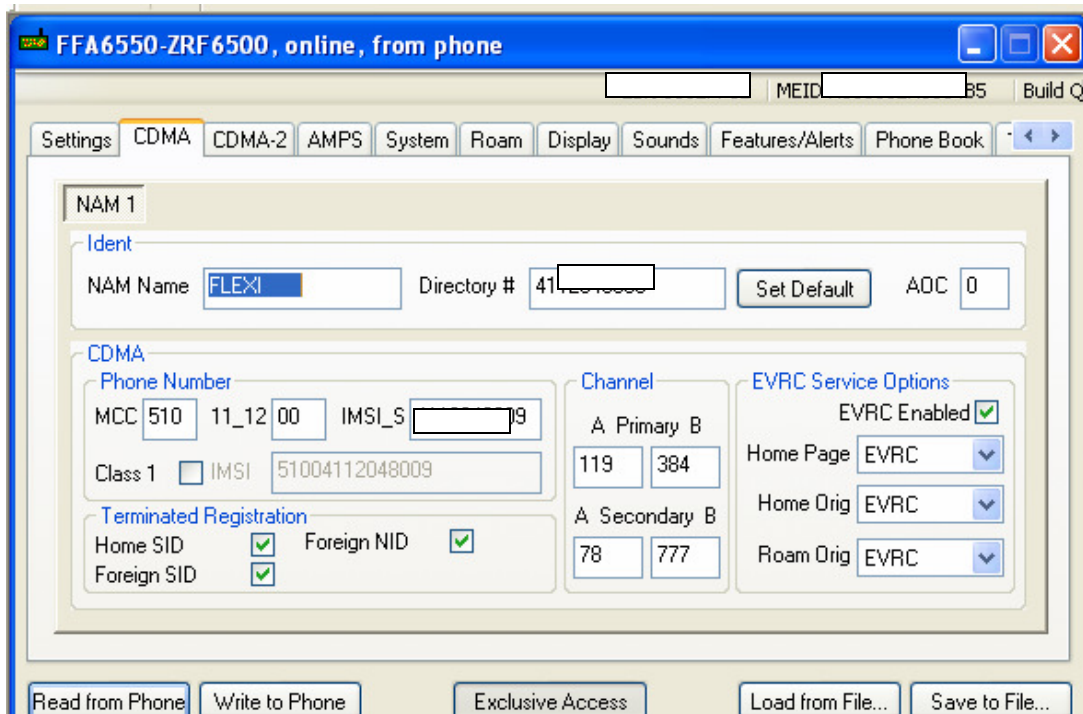 FFA6550-ZRF6500, online, from phone
MEID B5 Build Q
Settings CDMA CDMA-2 AMPS System Roam Display Sounds Features/Alerts Phone Book
NAM 1
Ident
NAM Name FLEXI Directory # 411 Set Default AOC 0
CDMA
Phone Number Channel EVRC Service Options
MCC 510 11_12 00 IMSI_S 09 A Primary B EVRC Enabled
119 384 Home Page EVRC
Class 1 IMSI 51004112048009
Terminated Registration A Secondary B Home Orig EVRC
Home SID Foreign NID 78 777 Roam Orig EVRC
Foreign SID
Read from Phone Write to Phone Exclusive Access Load from File... Save to File...